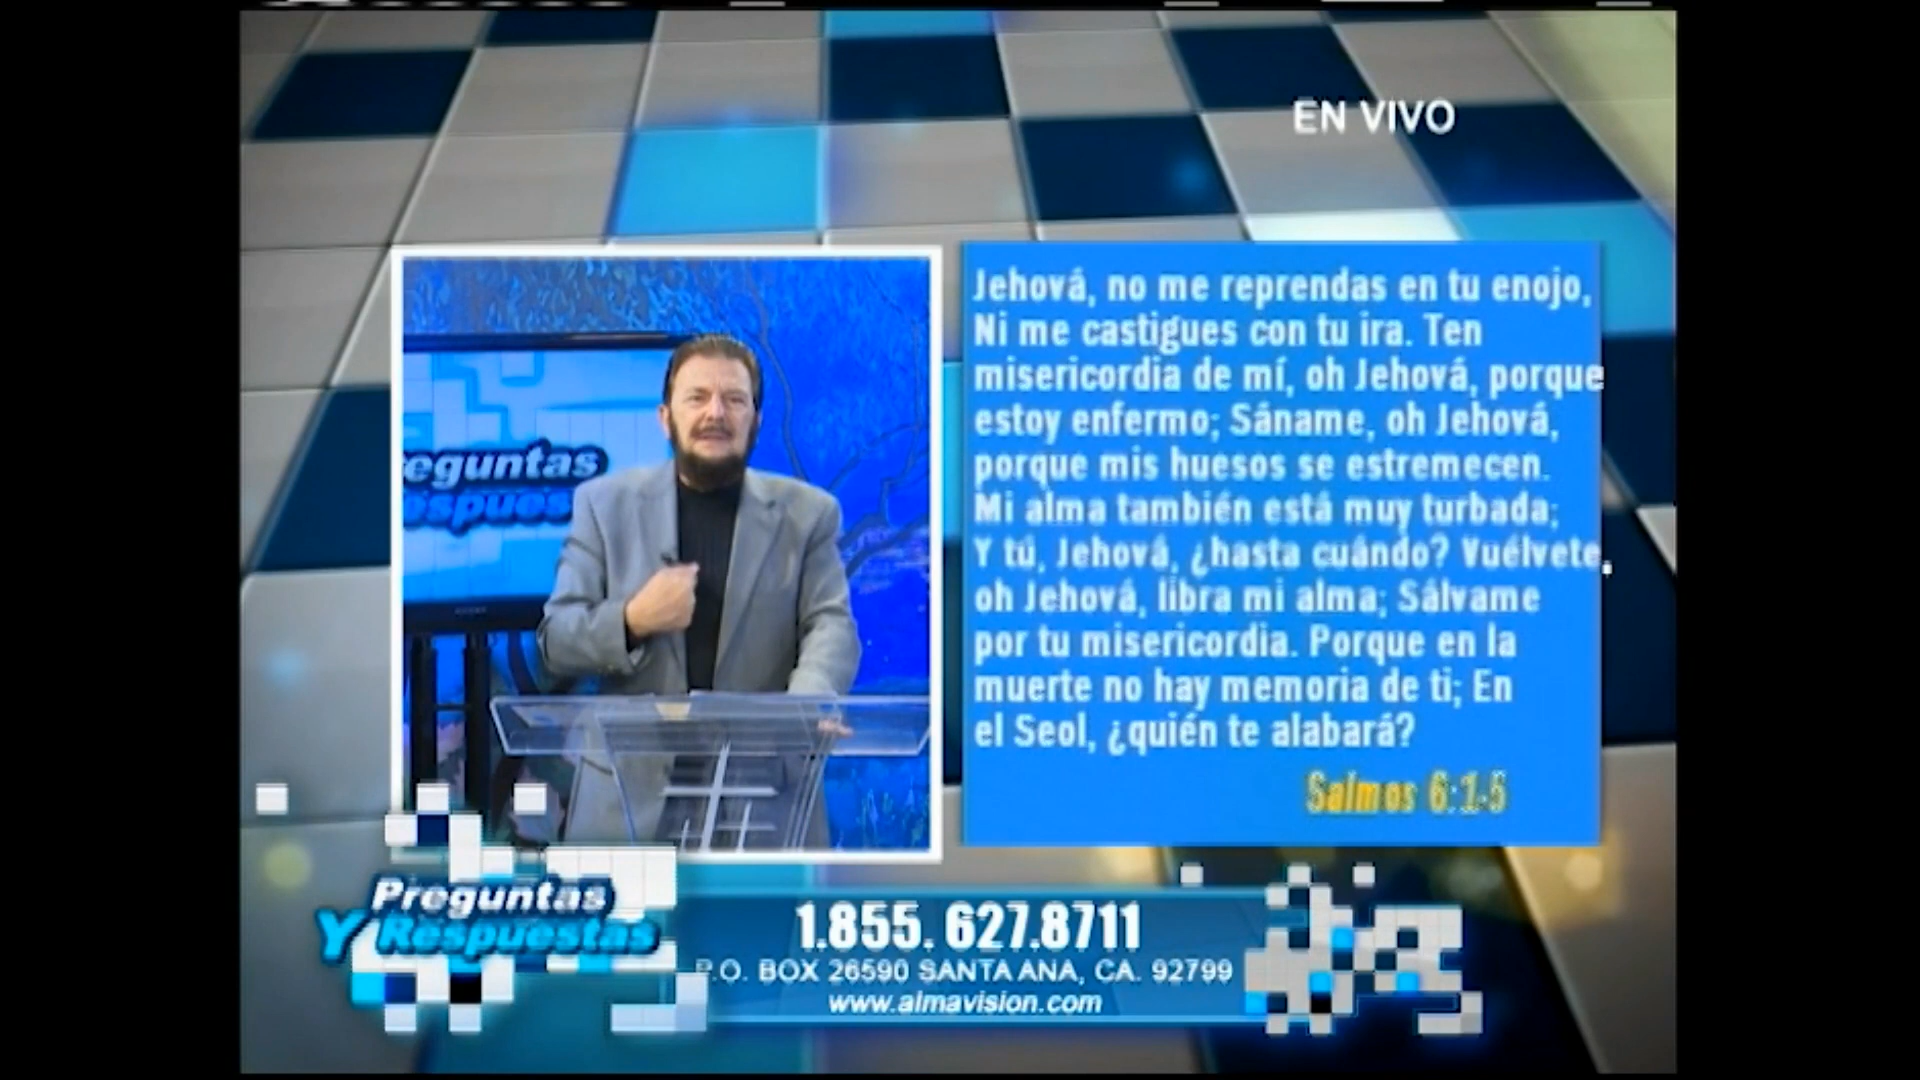 EN VIVO
Jehová, no me reprendas en tu enojo,
Ni me castigues con tu ira. Ten
misericordia de mí, oh Jehová, porque
estoy enfermo; Sáname, oh Jehová,
porque mis huesos se estremecen.
Mi alma también está muy turbada;
Y tú, Jehová, ¿hasta cuándo? Vuélvete,
oh Jehová, libra mi alma; Sálvame
por tu misericordia. Porque en la
muerte no hay memoria de ti; En
el Seol, ¿quién te alabará?
Salmos 6:1-5
eguntas
espues
Preguntas
Y Respuestas
1.855. 627.8711
P.O. BOX 26590 SANTA ANA, CA. 92799
www.almavision.com